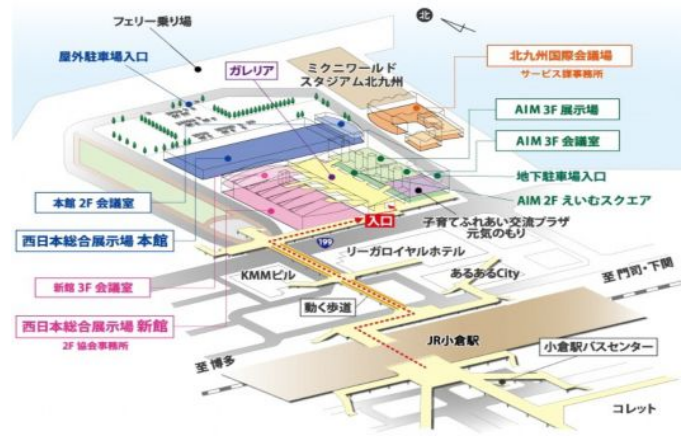 北
フェリー乗り場
屋外駐車場入口
ガレリア
ミクニワールド
スタジアム北九州
北九州国際会議場
サービス課事務所
AIM 3F 展示場
AIM 3F 会議室
地下駐車場入口
AIM 2F えいむスクエア
本館 2F 会議室
子育てふれあい交流プラザ
元気のもり
入口
西日本総合展示場 本館
199
リーガロイヤルホテル
KMMビル
あるあるCity
新館 3F 会議室
至 門司・下関
動く歩道
西日本総合展示場 新館
2F 協会事務所
JR小倉駅
小倉駅バスセンター
至 博多
コレット